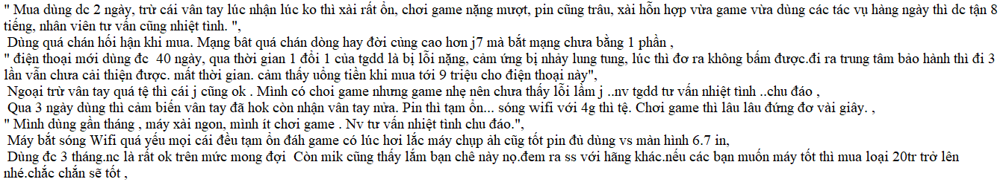 " Mua dùng dc 2 ngày, trừ cái vân tay lúc nhận lúc ko thì xài rất ổn, chơi game nặng mượt, pin cũng trâu, xài hỗn hợp vừa game vừa dùng các tác vụ hàng ngày thì dc tận 8
tiếng, nhân viên tư vấn cũng nhiệt tình. ",
Dùng quá chán hối hận khi mua. Mạng bât quá chán dòng hay đời củng cao hơn j7 mà bắt mạng chưa bằng 1 phần ,
" điện thoại mới dùng đc 40 ngày, qua thời gian 1 đổi 1 của tgdd là bị lỗi nặng, cảm ứng bị nhảy lung tung, lúc thì đơ ra không bấm được.đi ra trung tâm bảo hành thì đi 3
lần vẫn chưa cải thiện được. mất thời gian. cảm thấy uổng tiền khi mua tới 9 triệu cho điện thoại này",
Ngoại trừ vân tay quá tệ thì cái j cũng ok . Mình có choi game nhưng game nhẹ nên chưa thấy lỗi lầm j ..nv tgdd tư vấn nhiệt tình ..chu đáo ,
Qua 3 ngày dùng thì cảm biến vân tay đã hok còn nhận vân tay nửa. Pin thì tạm ổn... sóng wifi với 4g thì tệ. Chơi game thì lâu lâu đứng đơ vài giây. ,
" Mình dùng gần tháng , máy xài ngon, mình ít chơi game . Nv tư vấn nhiệt tình chu đáo.",
Máy bắt sóng Wifi quá yếu mọi cái đều tạm ổn đáh game có lúc hơi lắc máy chụp ảh cũg tốt pin đủ dùng vs màn hình 6.7 in,
Dùng đc 3 tháng.nc là rất ok trên mức mong đợi  Còn mik cũng thấy lắm bạn chê này nọ.đem ra ss với hãng khác.nếu các bạn muốn máy tốt thì mua loại 20tr trở lên
nhé.chắc chắn sẽ tốt ,